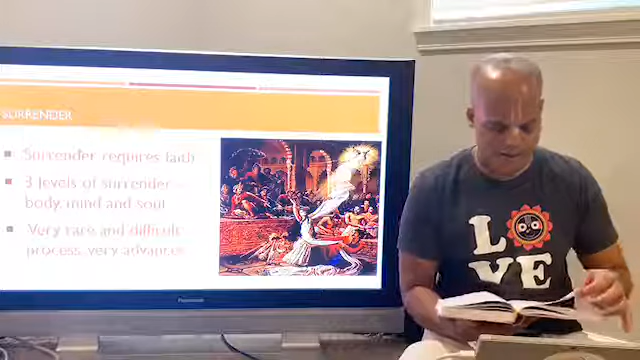 SURRENDER
Surrender requires faith
3 levels of surrender -
body, mind and soul
Very rare and difficult
process, very advanced
Panasonic
LOVE